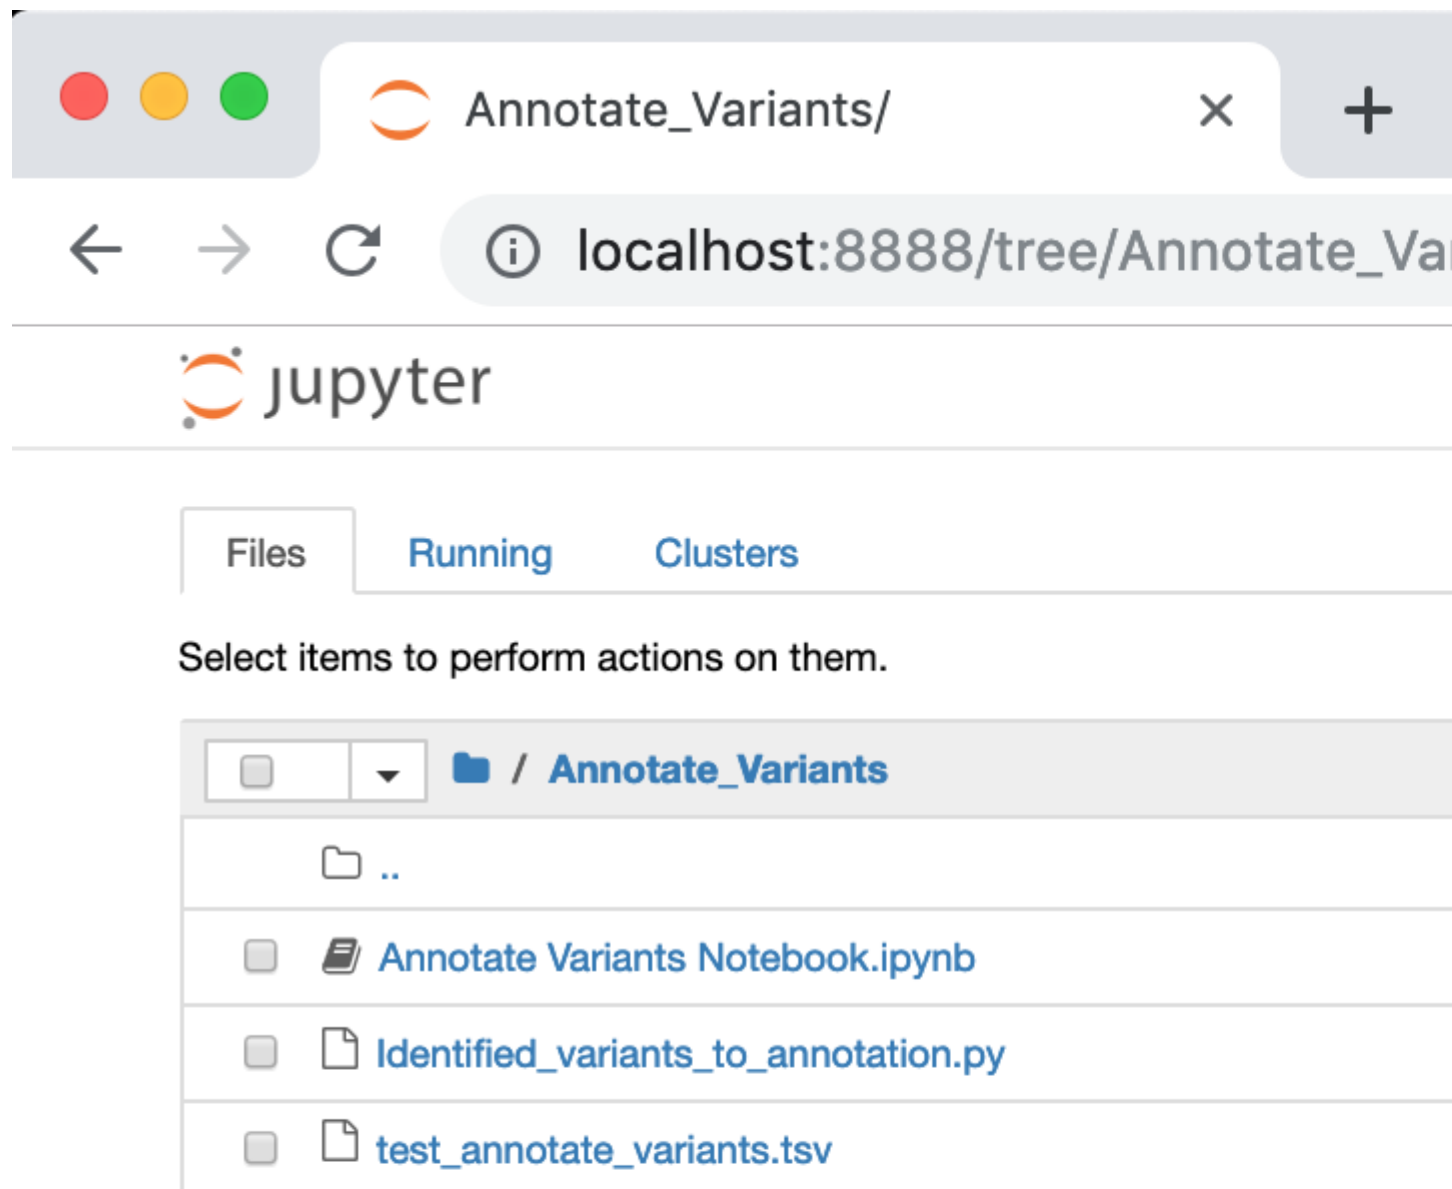 Annotate_Variants/
localhost:8888/tree/Annotate_Va
jupyter
Files Running Clusters
Select items to perform actions on them.
/ Annotate_Variants
..
Annotate Variants Notebook.ipynb
Identified_variants_to_annotation.py
test_annotate_variants.tsv